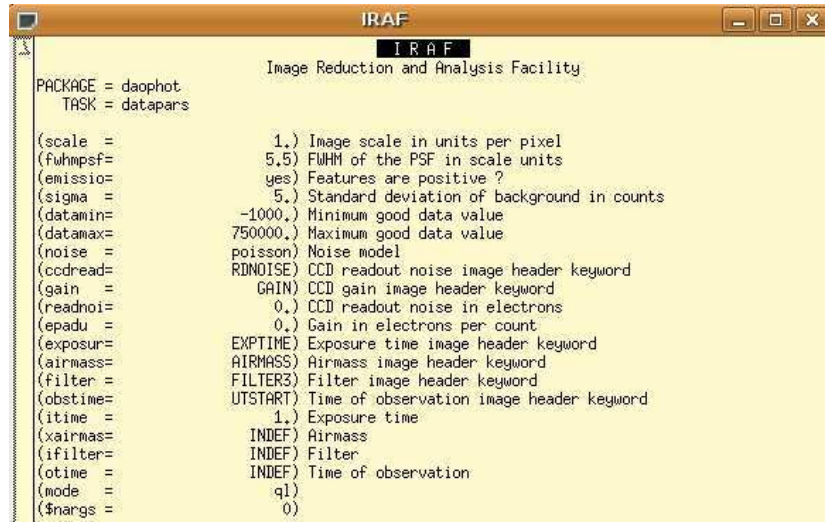 IRAF
I R A F
Image Reduction and Analysis Facility
PACKAGE = daophot
TASK = datapars
(scale = 1.) Image scale in units per pixel
(fwhmpsf= 5.5) FWHM of the PSF in scale units
(emissio= yes) Features are positive ?
(sigma = 5.) Standard deviation of background in counts
(datamin= -1000.) Minimum good data value
(datamax= 750000.) Maximum good data value
(noise = poisson) Noise model
(ccdread= RDNOISE) CCD readout noise image header keyword
(gain = GAIN) CCD gain image header keyword
(readnoi= 0.) CCD readout noise in electrons
(epadu = 0.) Gain in electrons per count
(exposur= EXPTIME) Exposure time image header keyword
(airmass= AIRMASS) Airmass image header keyword
(filter = FILTER3) Filter image header keyword
(obstime= UTSTART) Time of observation image header keyword
(itime = 1.) Exposure time
(xairmas= INDEF) Airmass
(ifilter= INDEF) Filter
(otime = INDEF) Time of observation
(mode = ql)
($nargs = 0)